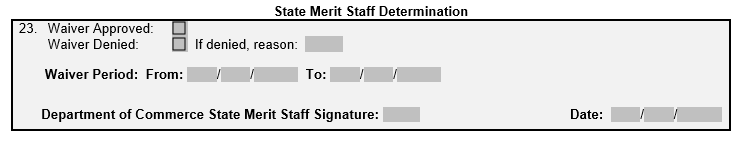 State Merit Staff Determination
23. Waiver Approved:
Waiver Denied: If denied, reason:
Waiver Period: From: / / To: / /
Department of Commerce State Merit Staff Signature: Date: / /